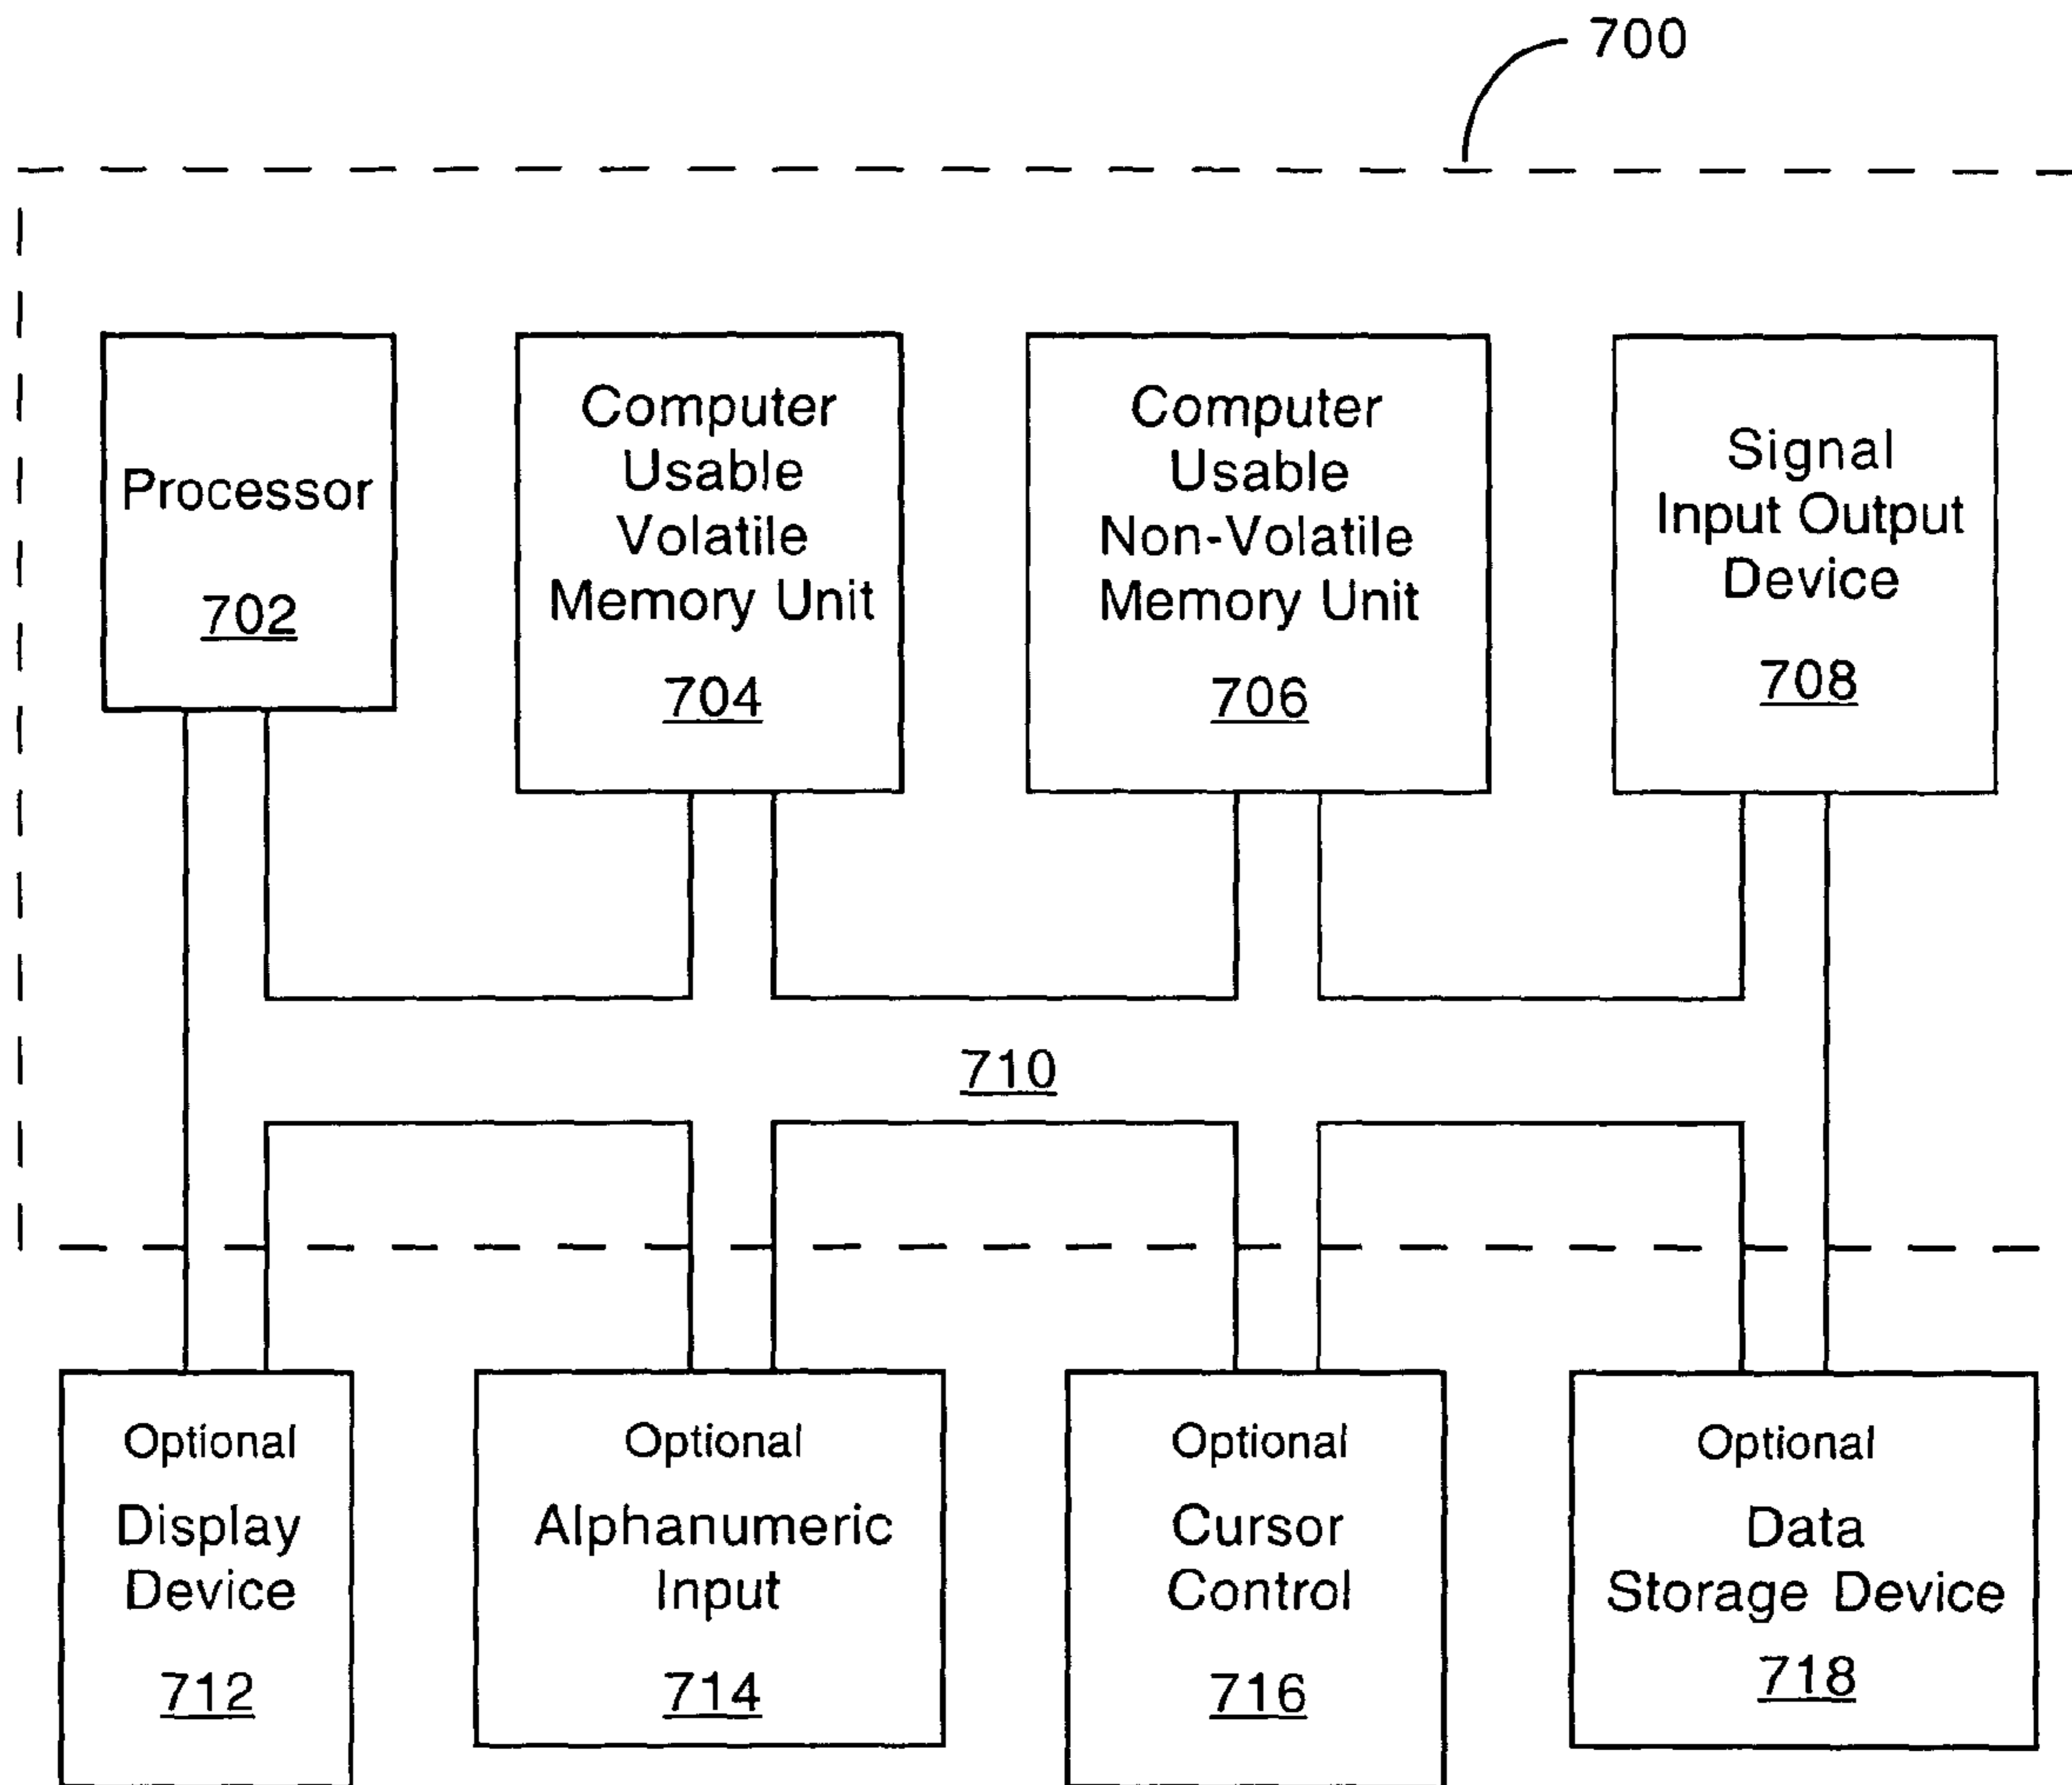 700
Processor
702
Computer
Usable
Volatile
Memory Unit
704
Computer
Usable
Non-Volatile
Memory Unit
706
Signal
Input Output
Device
708
710
Optional
Display
Device
712
Optional
Alphanumeric
Input
714
Optional
Cursor
Control
716
Optional
Data
Storage Device
718